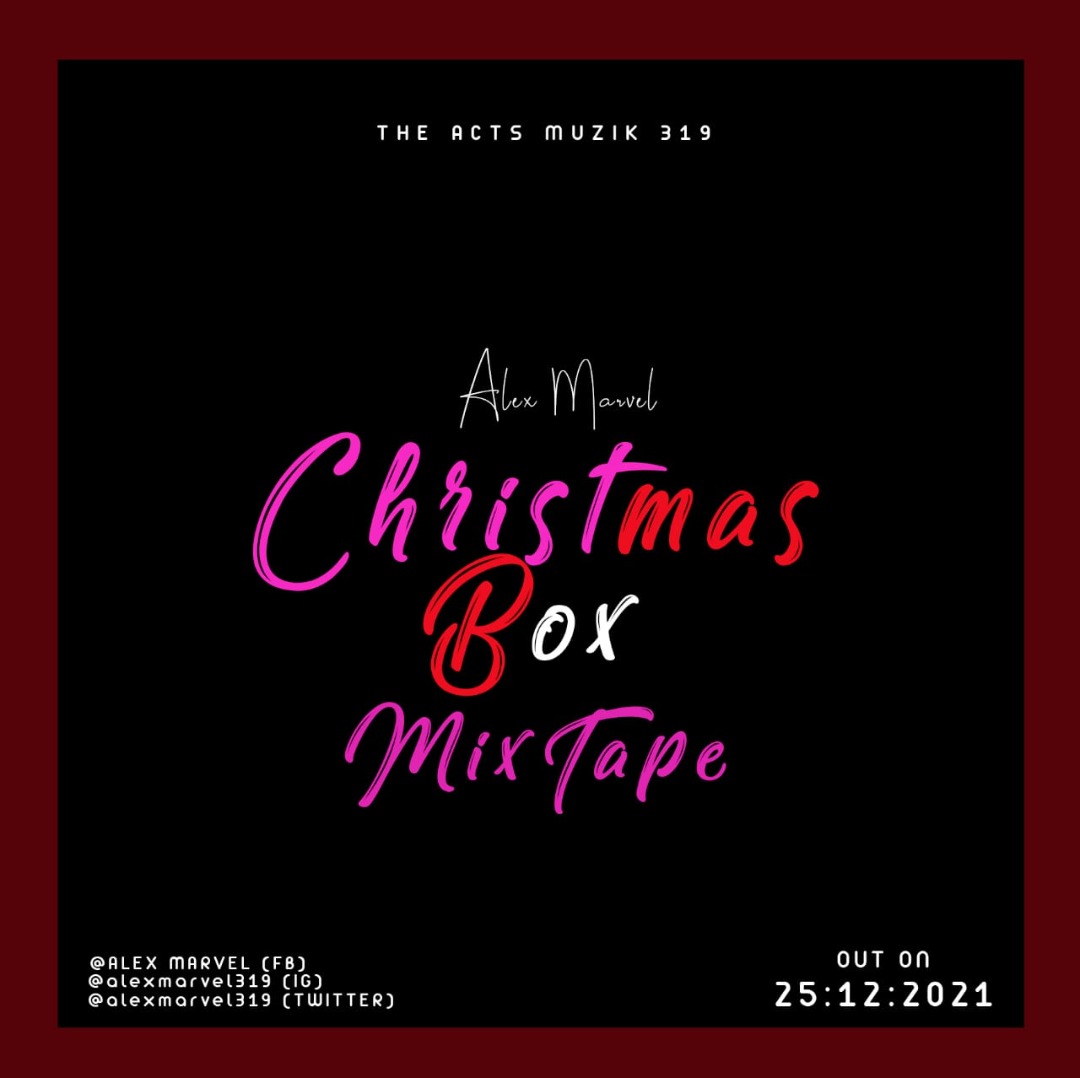 THE ACTS MUZIK 319
Alex Marvel
Christmas
Box
MixTape
@ALEX MARVEL (FB)
@alexmarvel319 (IG)
@alexmarvel319 (TWITTER)
OUT ON
25:12:2021